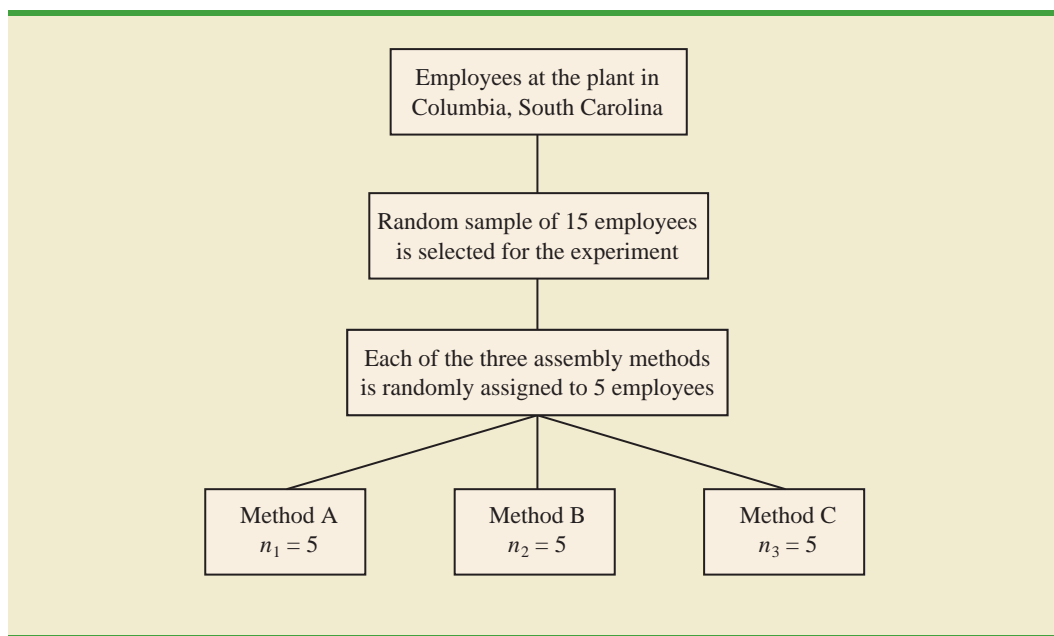 Employees at the plant in
Columbia, South Carolina
Random sample of 15 employees
is selected for the experiment
Each of the three assembly methods
is randomly assigned to 5 employees
Method A
n₁ = 5
Method B
n₂ = 5
Method C
n₃ = 5